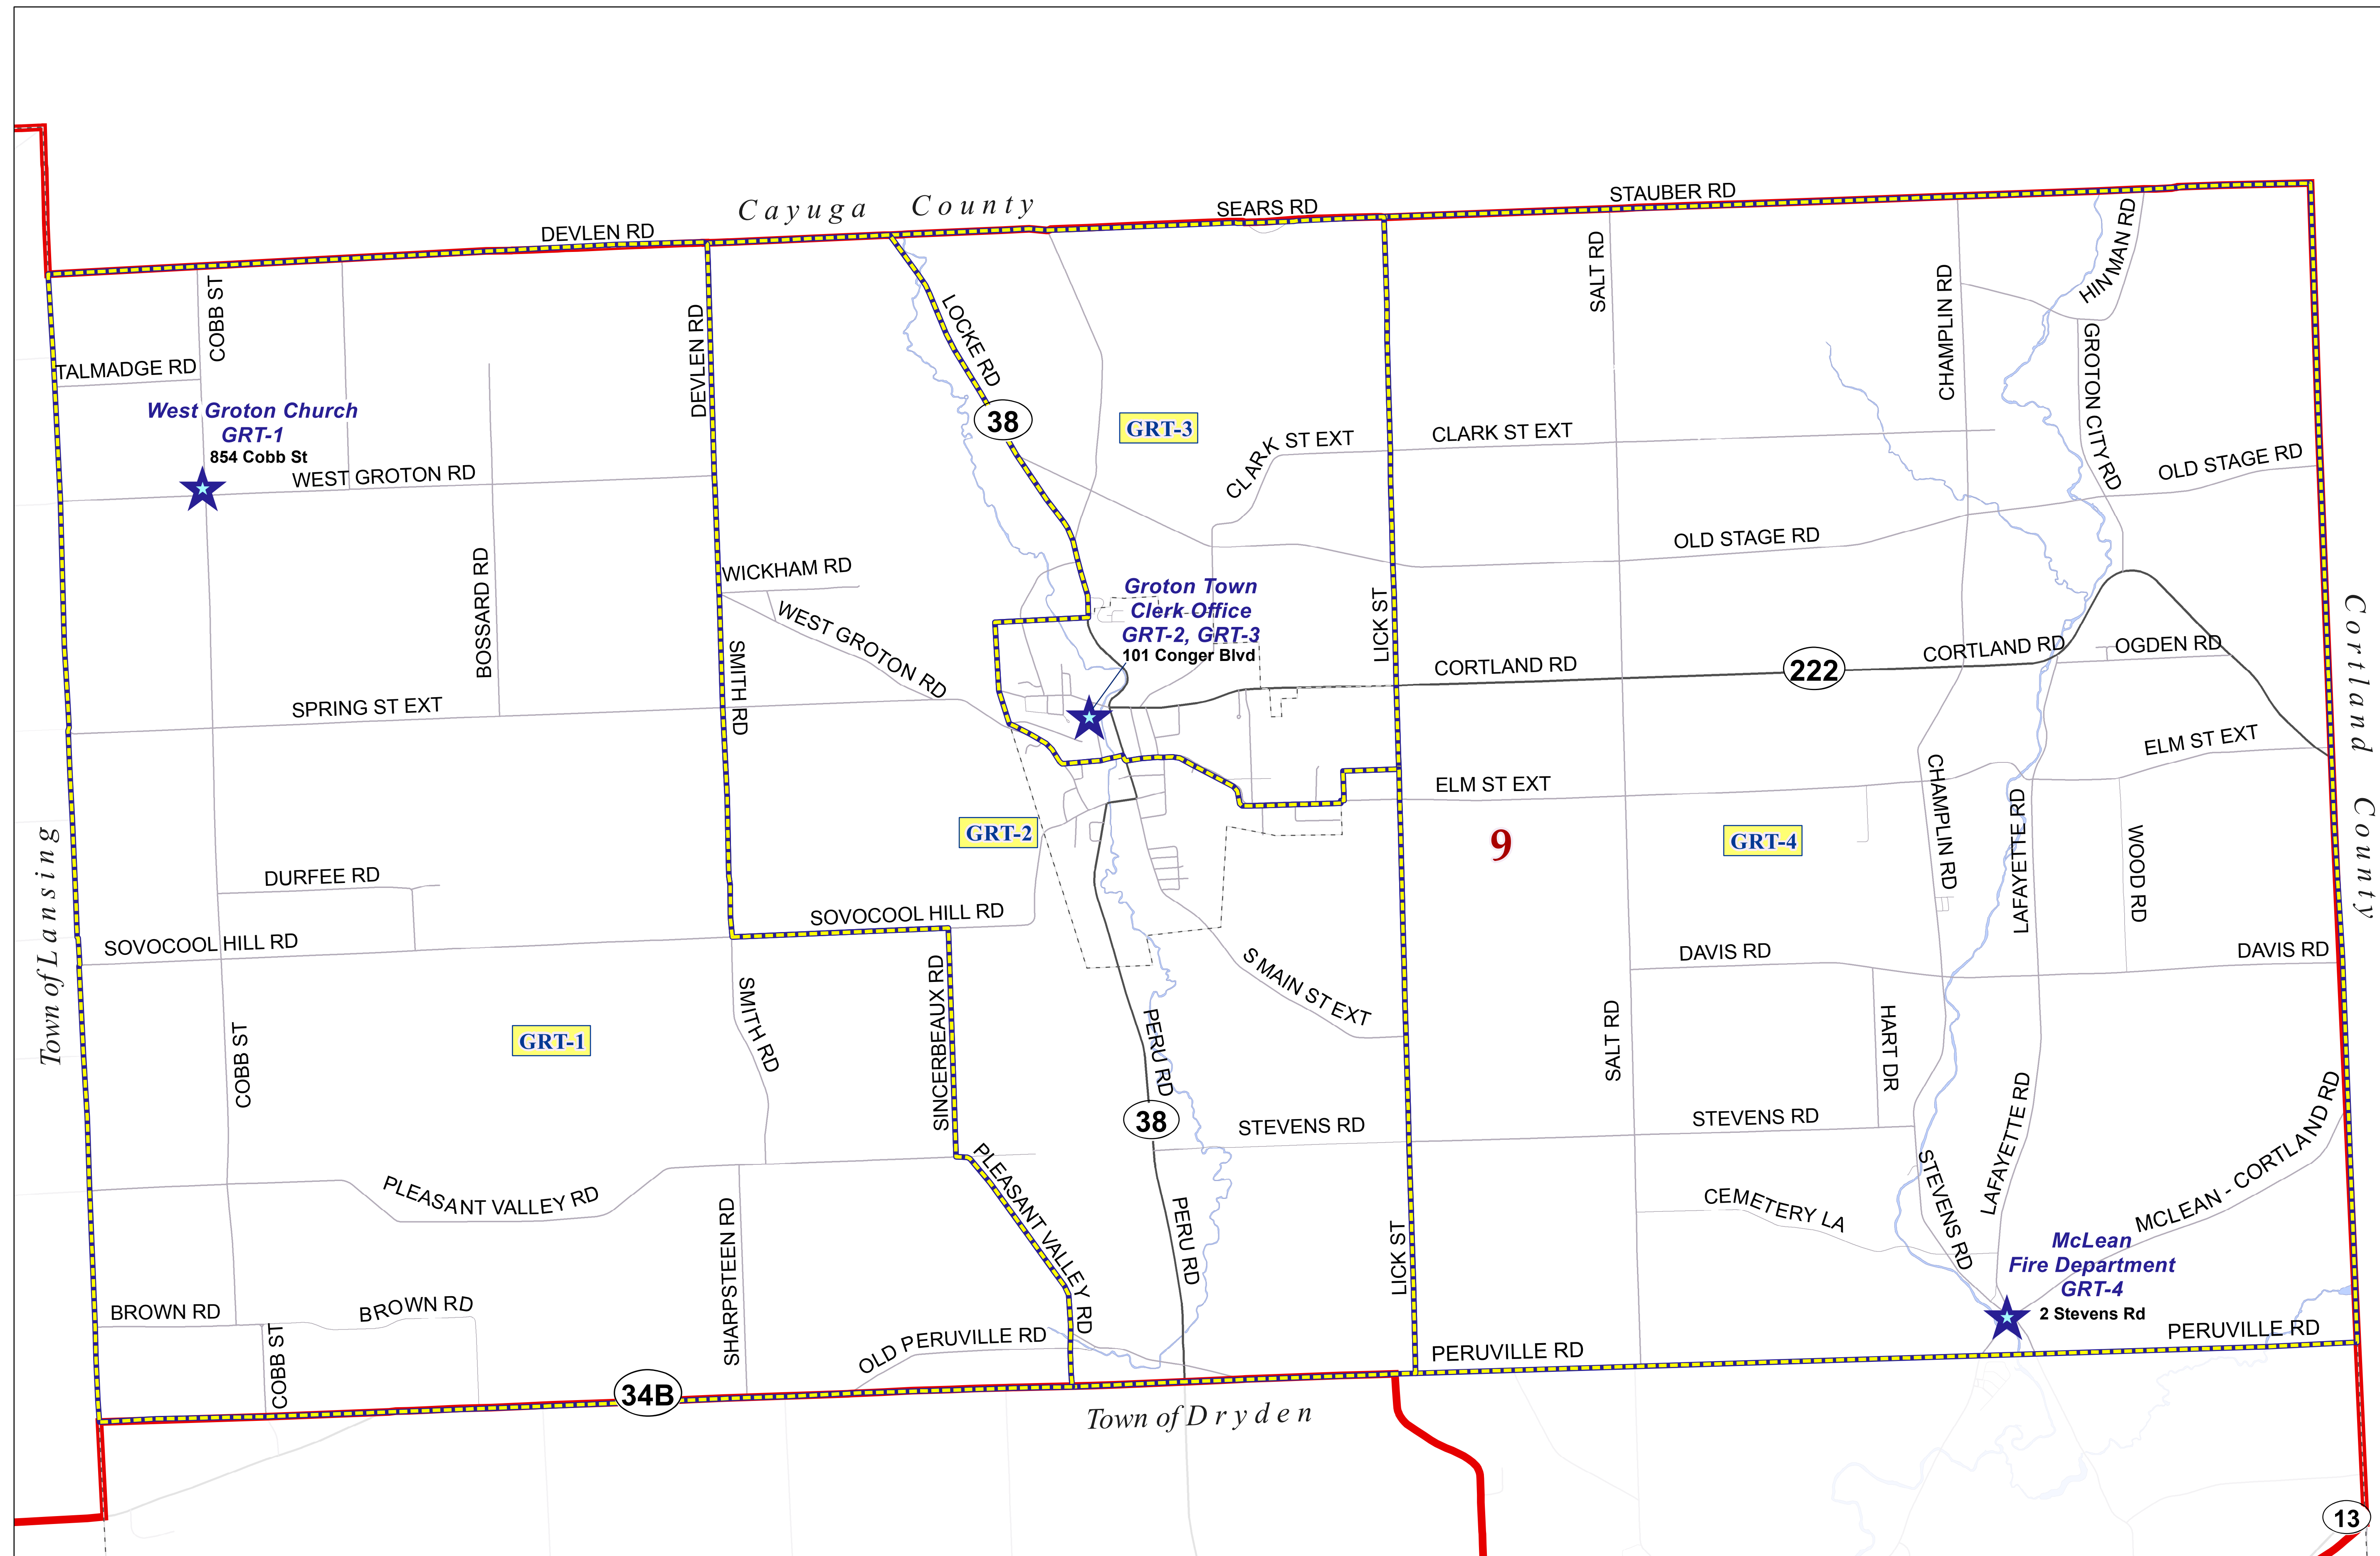 Cayuga County
SEARS RD
STAUBER RD
DEVLEN RD
COBB ST
DEVLEN RD
LOCKE RD
38
SALT RD
CHAMPLIN RD
HINMAN RD
GROTON CITY RD
TALMADGE RD
West Groton Church
GRT-1
854 Cobb St
WEST GROTON RD
GRT-3
CLARK ST EXT
CLARK ST EXT
OLD STAGE RD
OLD STAGE RD
BOSSARD RD
WICKHAM RD
WEST GROTON RD
Groton Town
Clerk Office
GRT-2, GRT-3
101 Conger Blvd
LICK ST
CORTLAND RD
222
CORTLAND RD
OGDEN RD
Cortland County
SPRING ST EXT
SMITH RD
ELM ST EXT
ELM ST EXT
Town of Lansing
GRT-2
9
GRT-4
CHAMPLIN RD
LAFAYETTE RD
WOOD RD
DURFEE RD
SOVOCOOL HILL RD
SOVOCOOL HILL RD
S MAIN ST EXT
DAVIS RD
DAVIS RD
GRT-1
COBB ST
SMITH RD
SINCERBEAUX RD
PERU RD
38
SALT RD
HART DR
STEVENS RD
STEVENS RD
LAFAYETTE RD
MCLEAN - CORTLAND RD
PLEASANT VALLEY RD
PLEASANT VALLEY RD
SHARPSTEEN RD
PERU RD
LICK ST
CEMETERY LA
STEVENS RD
McLean
Fire Department
GRT-4
2 Stevens Rd
BROWN RD
BROWN RD
COBB ST
OLD PERUVILLE RD
PERUVILLE RD
PERUVILLE RD
34B
Town of Dryden
13